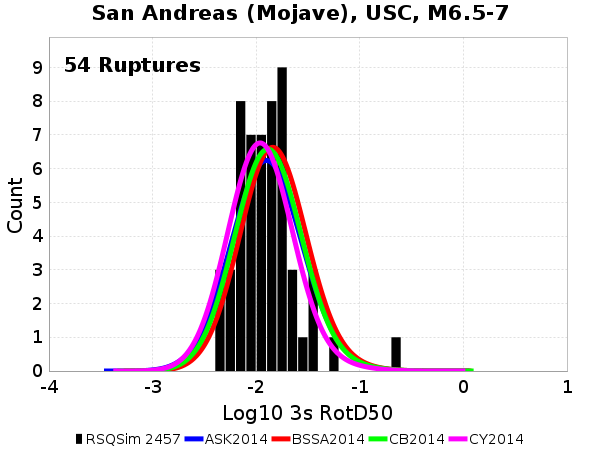 San Andreas (Mojave), USC, M6.5-7
54 Ruptures
9
8
7
6
5
4
3
2
1
0
Count
-4 -3 -2 -1 0 1
Log10 3s RotD50
RSQSim 2457 ASK2014 BSSA2014 CB2014 CY2014